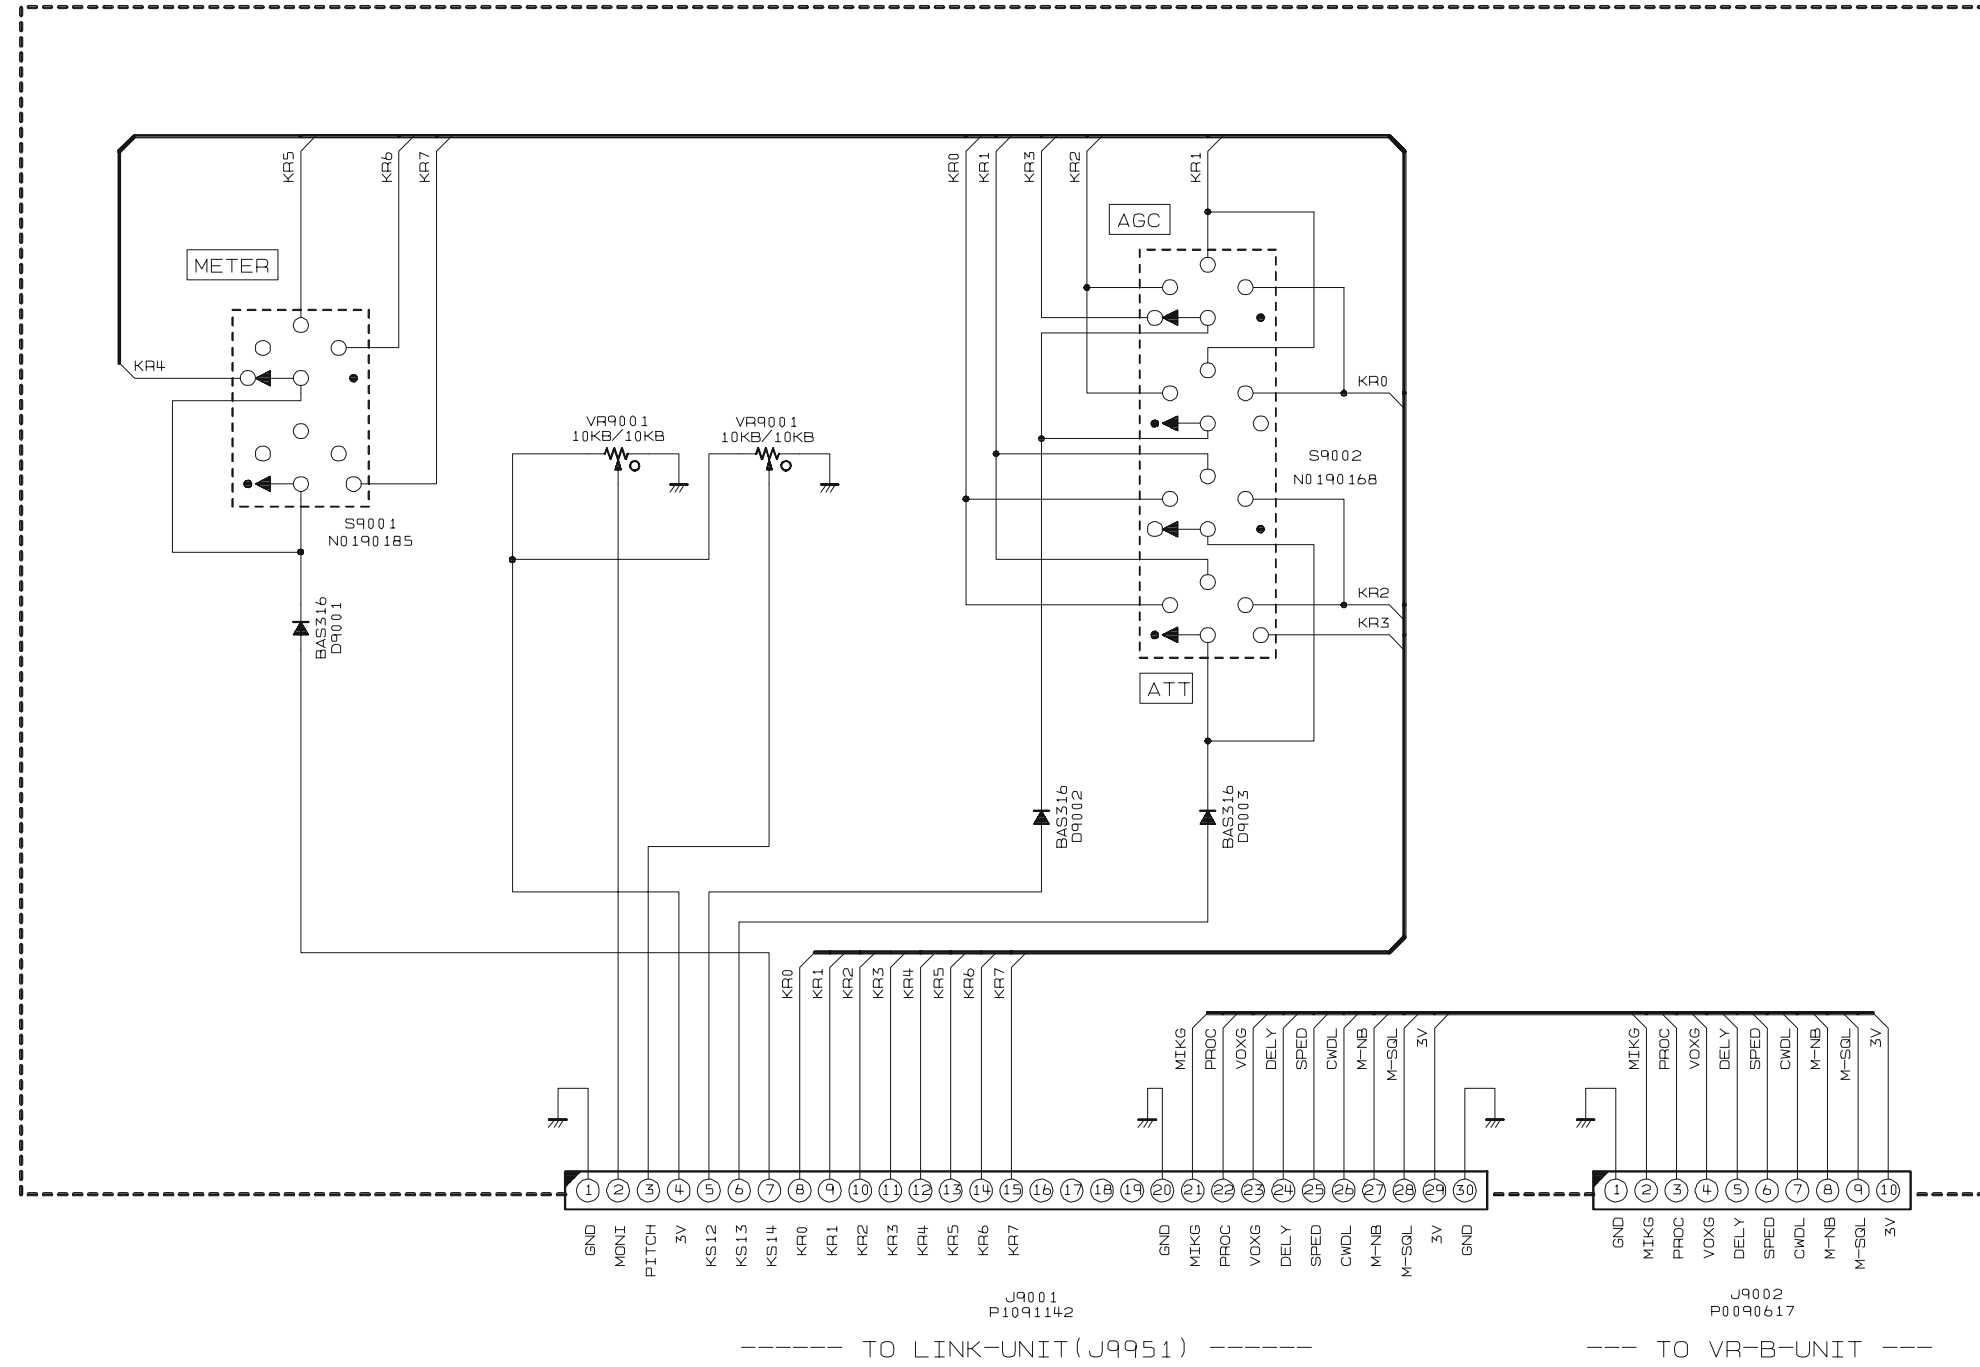 KR5
KR6
KR7
KR0
KR1
KR3
KR2
KR1
AGC
METER
KR4
KR0
VR9001
10KB/10KB
VR9001
10KB/10KB
S9002
N0190168
S9001
N0190185
KR2
KR3
BAS316
D9001
ATT
BAS316
D9002
BAS316
D9003
KR0
KR1
KR2
KR3
KR4
KR5
KR6
KR7
MIKG
PROC
VOXG
DELY
SPED
CWDL
M-NB
M-SQL
3V
MIKG
PROC
VOXG
DELY
SPED
CWDL
M-NB
M-SQL
3V
1 2 3 4 5 6 7 8 9 10 11 12 13 14 15 16 17 18 19 20 21 22 23 24 25 26 27 28 29 30
1 2 3 4 5 6 7 8 9 10
GND
MONI
PITCH
3V
KS12
KS13
KS14
KR0
KR1
KR2
KR3
KR4
KR5
KR6
KR7
GND
MIKG
PROC
VOXG
DELY
SPED
CWDL
M-NB
M-SQL
3V
GND
GND
MIKG
PROC
VOXG
DELY
SPED
CWDL
M-NB
M-SQL
3V
J9001
P1091142
J9002
P0090617
------ TO LINK-UNIT(J9951) ------
--- TO VR-B-UNIT ---